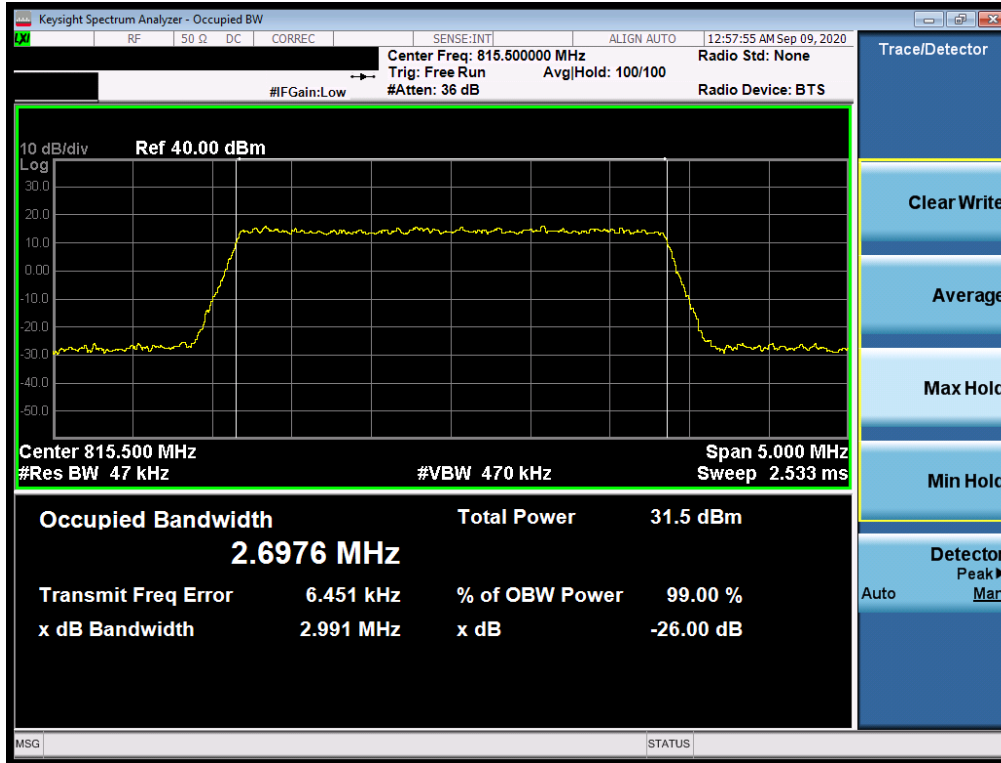 Keysight Spectrum Analyzer - Occupied BW
LXI RF 50 Ω DC CORREC SENSE:INT ALIGN AUTO 12:57:55 AM Sep 09, 2020
Center Freq: 815.500000 MHz Radio Std: None
Trig: Free Run Avg|Hold: 100/100
#IFGain:Low #Atten: 36 dB Radio Device: BTS
Trace/Detector
10 dB/div Ref 40.00 dBm
Log
30.0
20.0
10.0
0.00
-10.0
-20.0
-30.0
-40.0
-50.0
Center 815.500 MHz Span 5.000 MHz
#Res BW 47 kHz #VBW 470 kHz Sweep 2.533 ms
Occupied Bandwidth Total Power 31.5 dBm
2.6976 MHz
Transmit Freq Error 6.451 kHz % of OBW Power 99.00 %
x dB Bandwidth 2.991 MHz x dB -26.00 dB
Clear Write
Average
Max Hold
Min Hold
Detector
Peak
Auto Man
MSG STATUS